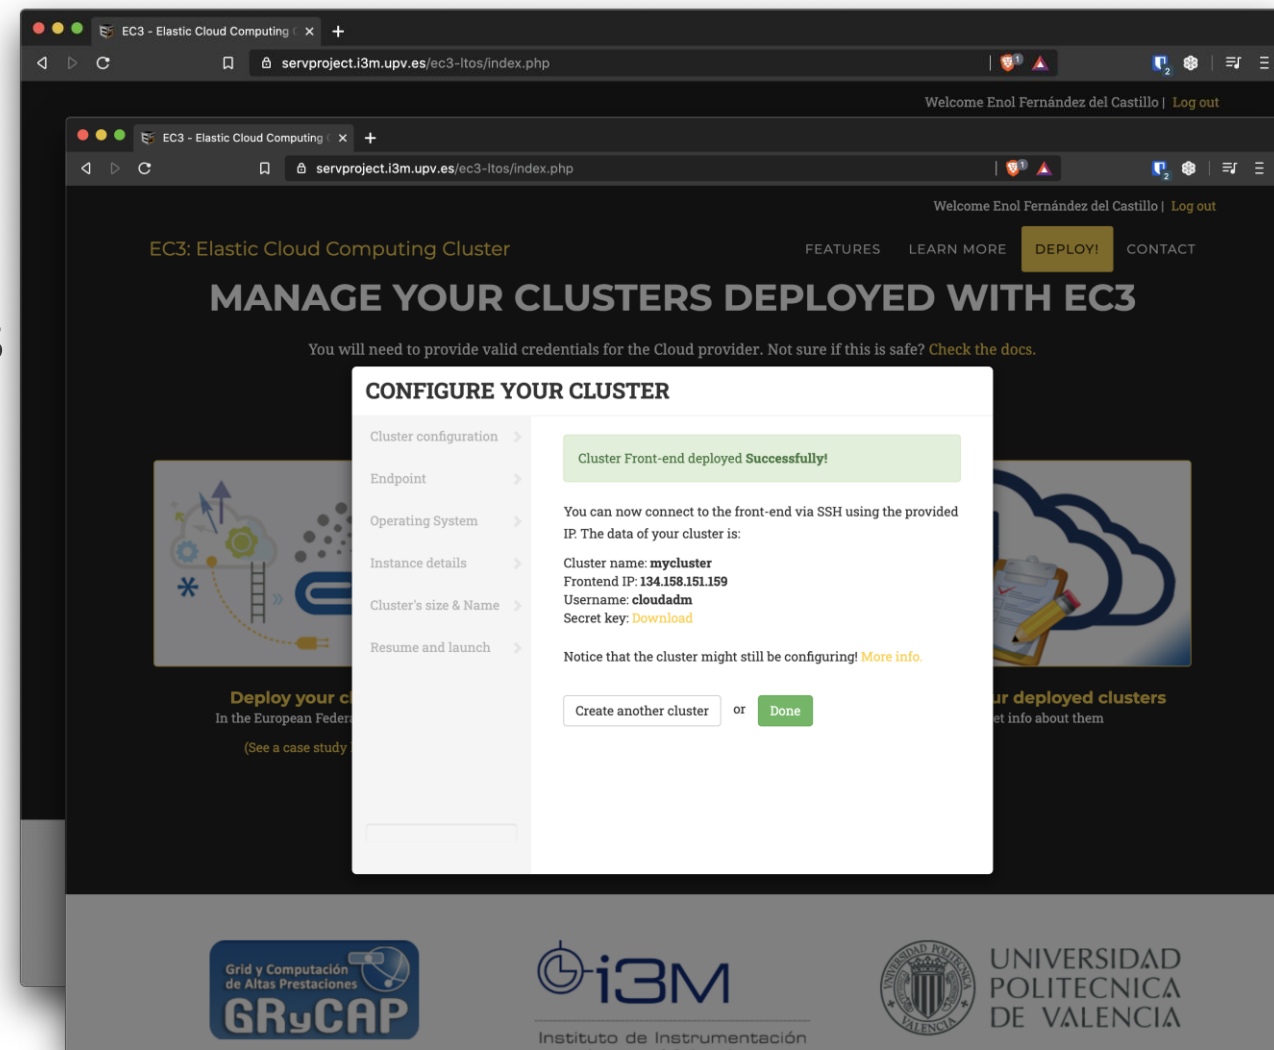 EC3 - Elastic Cloud Computing
servproject.i3m.upv.es/ec3-ltos/index.php
Welcome Enol Fernández del Castillo | Log out
EC3 - Elastic Cloud Computing
servproject.i3m.upv.es/ec3-ltos/index.php
Welcome Enol Fernández del Castillo | Log out
EC3: Elastic Cloud Computing Cluster
FEATURES LEARN MORE DEPLOY! CONTACT
MANAGE YOUR CLUSTERS DEPLOYED WITH EC3
You will need to provide valid credentials for the Cloud provider. Not sure if this is safe? Check the docs.
CONFIGURE YOUR CLUSTER
Cluster configuration
Endpoint
Operating System
Instance details
Cluster's size & Name
Resume and launch
Cluster Front-end deployed Successfully!
You can now connect to the front-end via SSH using the provided
IP. The data of your cluster is:
Cluster name: mycluster
Frontend IP: 134.158.151.159
Username: cloudadm
Secret key: Download
Notice that the cluster might still be configuring! More info.
Create another cluster or Done
Deploy your
In the European
(See a case study
deployed clusters
info about them
Grid y Computación
de Altas Prestaciones
GRyCAP
i3M
Instituto de Instrumentación
UNIVERSIDAD
POLITECNICA
DE VALENCIA